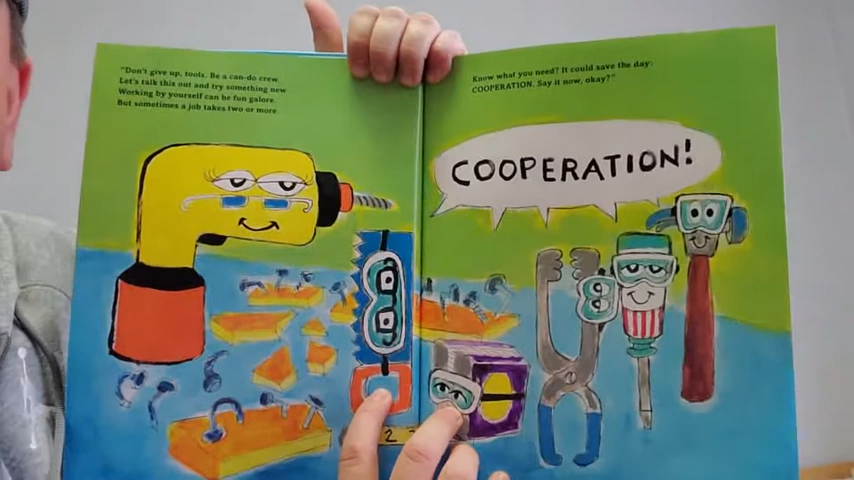 "Don't give up, tools. Be a can-do crew
Let's talk this out and try something new
Working by yourself can be fun galore.
But sometimes a job takes two or more
Know what you need? It could save the day:
COOPERATION. Say it now, okay?"
COOPERATION!
2